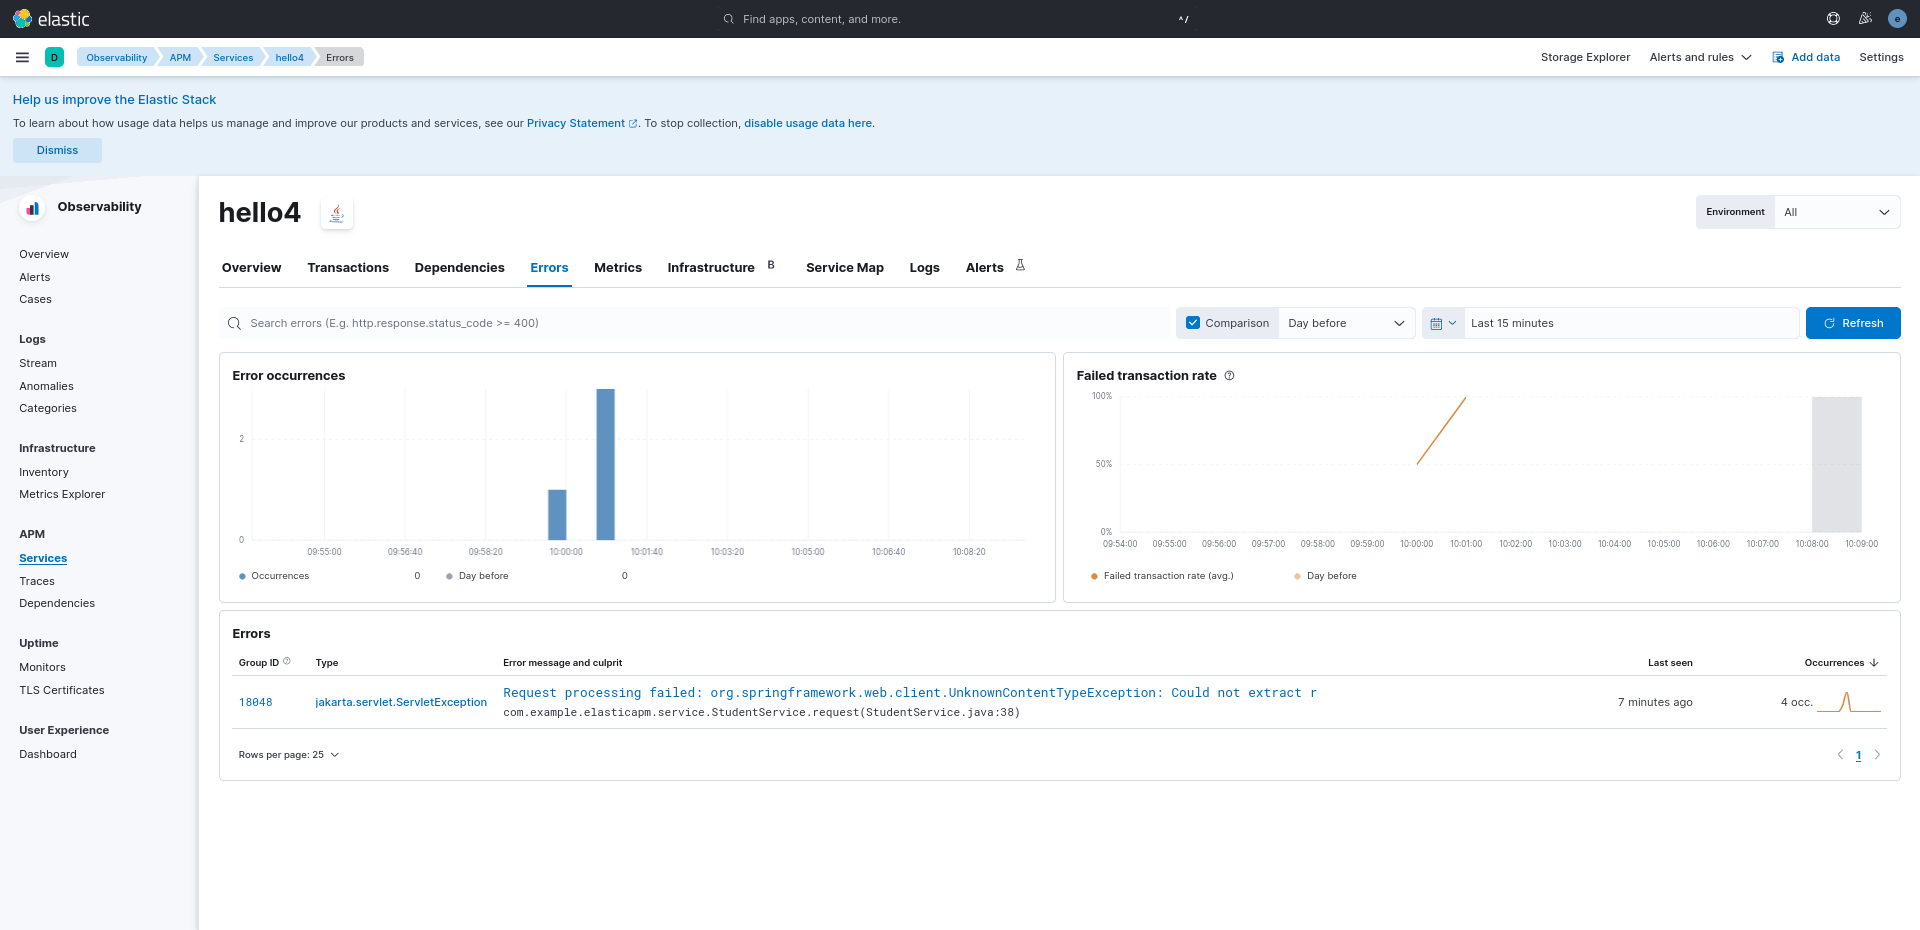 elastic
Find apps, content, and more.
^/
e
D
Observability
APM
Services
hello4
Errors
Storage Explorer
Alerts and rules
Add data
Settings
Help us improve the Elastic Stack
To learn about how usage data helps us manage and improve our products and services, see our Privacy Statement. To stop collection, disable usage data here.
Dismiss
Observability
Overview
Alerts
Cases
Logs
Stream
Anomalies
Categories
Infrastructure
Inventory
Metrics Explorer
APM
Services
Traces
Dependencies
Uptime
Monitors
TLS Certificates
User Experience
Dashboard
hello4
Environment All
Overview Transactions Dependencies Errors Metrics Infrastructure B Service Map Logs Alerts
Search errors (E.g. http.response.status_code >= 400)
Comparison Day before
Last 15 minutes
Refresh
Error occurrences
2
0
09:55:00 09:56:40 09:58:20 10:00:00 10:01:40 10:03:20 10:05:00 10:06:40 10:08:20
Occurrences 0 Day before 0
Failed transaction rate
100%
50%
0%
09:54:00 09:55:00 09:56:00 09:57:00 09:58:00 09:59:00 10:00:00 10:01:00 10:02:00 10:03:00 10:04:00 10:05:00 10:06:00 10:07:00 10:08:00 10:09:00
Failed transaction rate (avg.) Day before
Errors
Group ID Type Error message and culprit Last seen Occurrences
18048 jakarta.servlet.ServletException Request processing failed: org.springframework.web.client.UnknownContentTypeException: Could not extract r
com.example.elasticapm.service.StudentService.request(StudentService.java:38)
7 minutes ago 4 occ.
Rows per page: 25
1